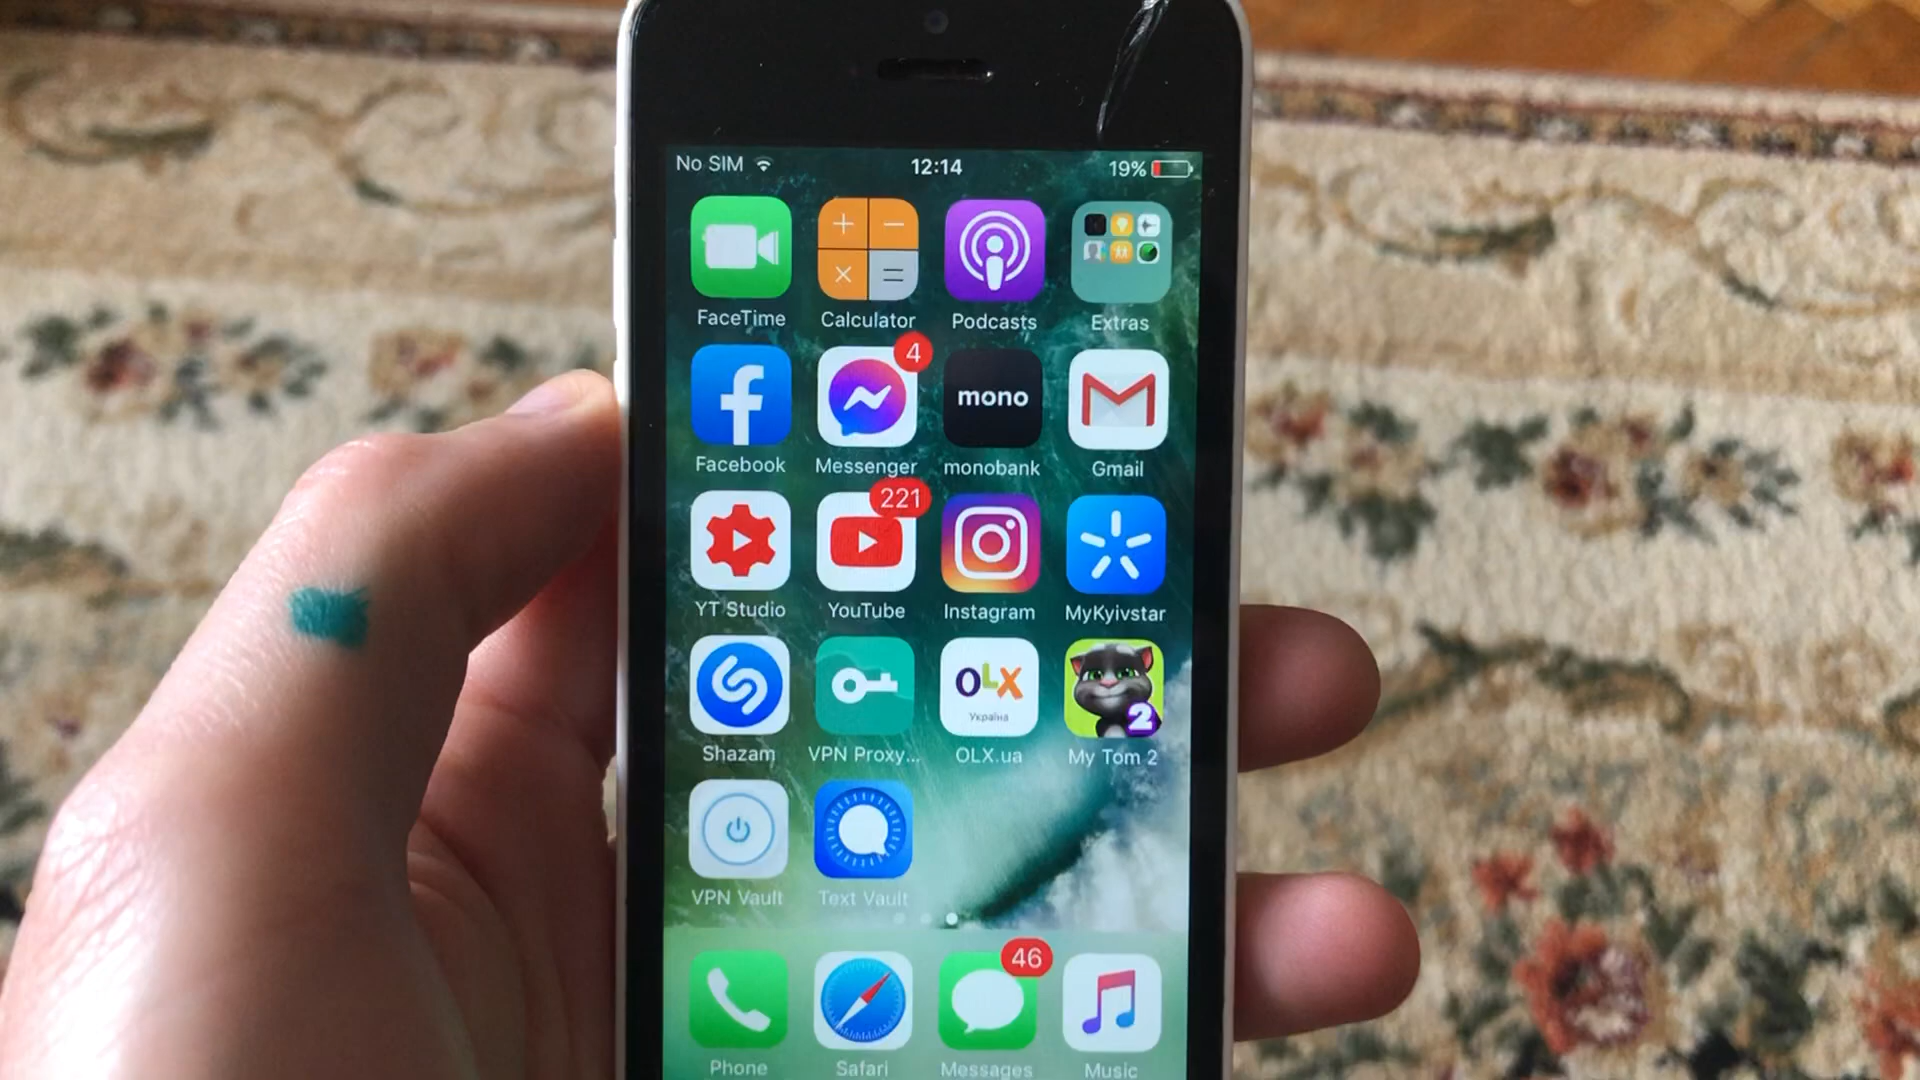 No SIM 12:14 19%
FaceTime Calculator Podcasts Extras
4
mono
Facebook Messenger monobank Gmail
221
YT Studio YouTube Instagram MyKyivstar
OLX
Україна
2
Shazam VPN Proxy... OLX.ua My Tom 2
VPN Vault Text Vault
46
Phone Safari Messages Music